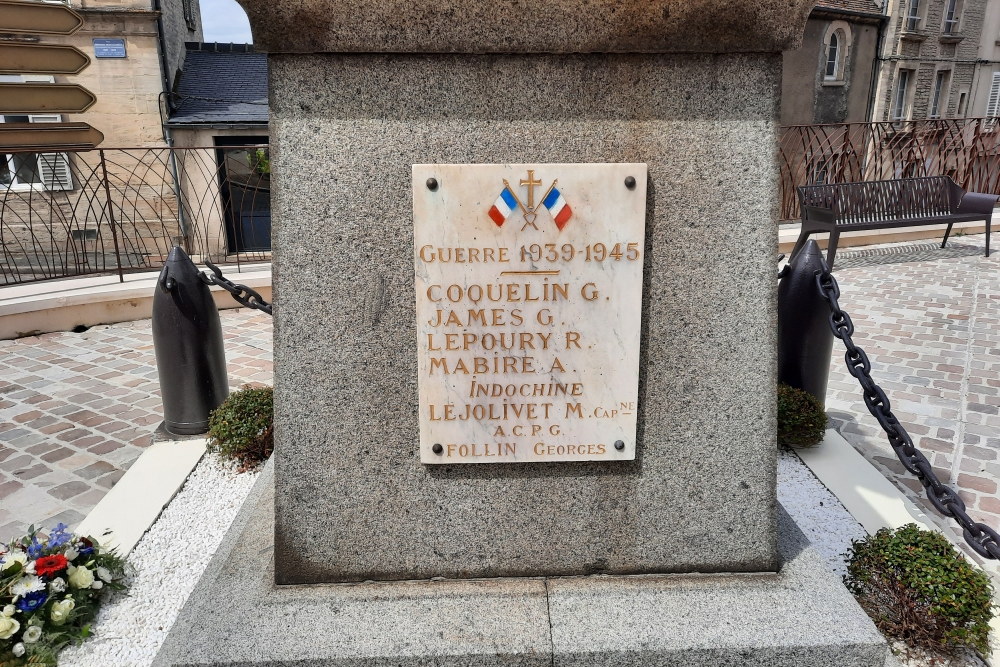 GUERRE 1939-1945
COQUELIN G.
JAMES G.
LEPOURY R.
MABIRE A.
INDOCHINE
LEJOLIVET M. CAPNE
A.C.P.G.
FOLLIN GEORGES